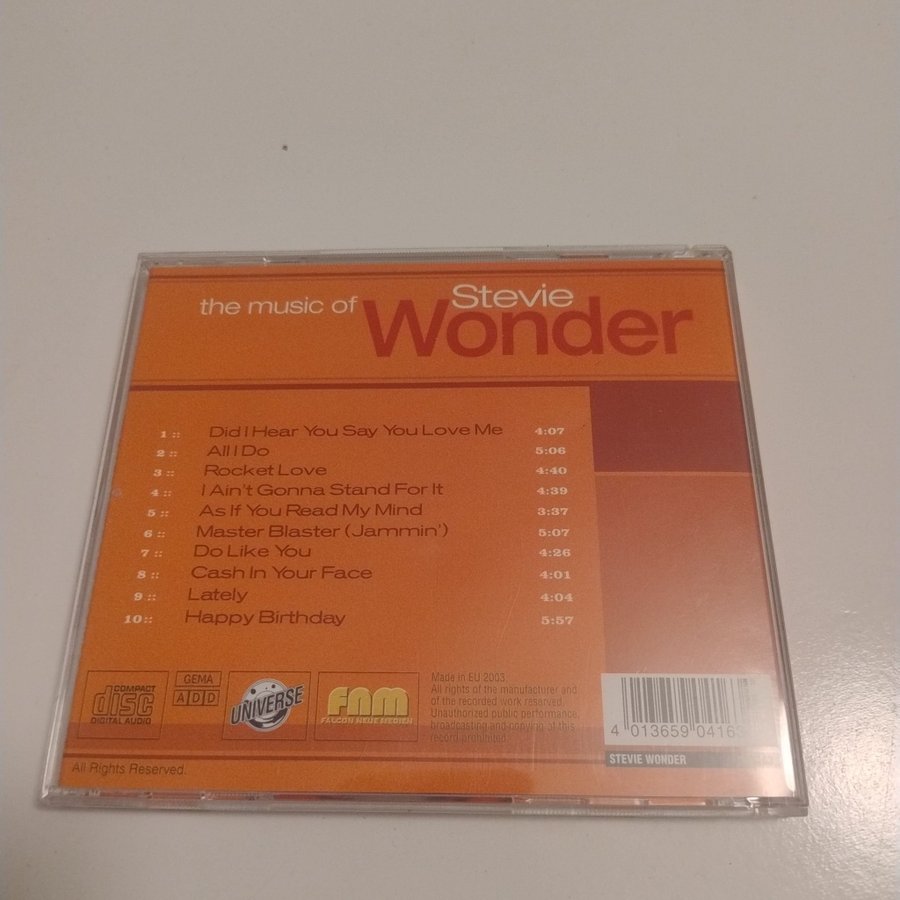 the music of Stevie
Wonder
1 :: Did I Hear You Say You Love Me 4:07
2 :: All I Do 5:06
3 :: Rocket Love 4:40
4 :: I Ain't Gonna Stand For It 4:39
5 :: As If You Read My Mind 3:37
6 :: Master Blaster (Jammin') 5:07
7 :: Do Like You 4:26
8 :: Cash In Your Face 4:01
9 :: Lately 4:04
10 :: Happy Birthday 5:57
COMPACT
disc
DIGITAL AUDIO
GEMA
ADD
UNIVERSE
FNM
FALCON NEUE MEDIEN
Made in EU 2003
All rights of the manufacturer and
of the recorded work reserved.
Unauthorized public performance,
broadcasting and copying of this
record prohibited.
4 013659 04163
STEVIE WONDER
All Rights Reserved.